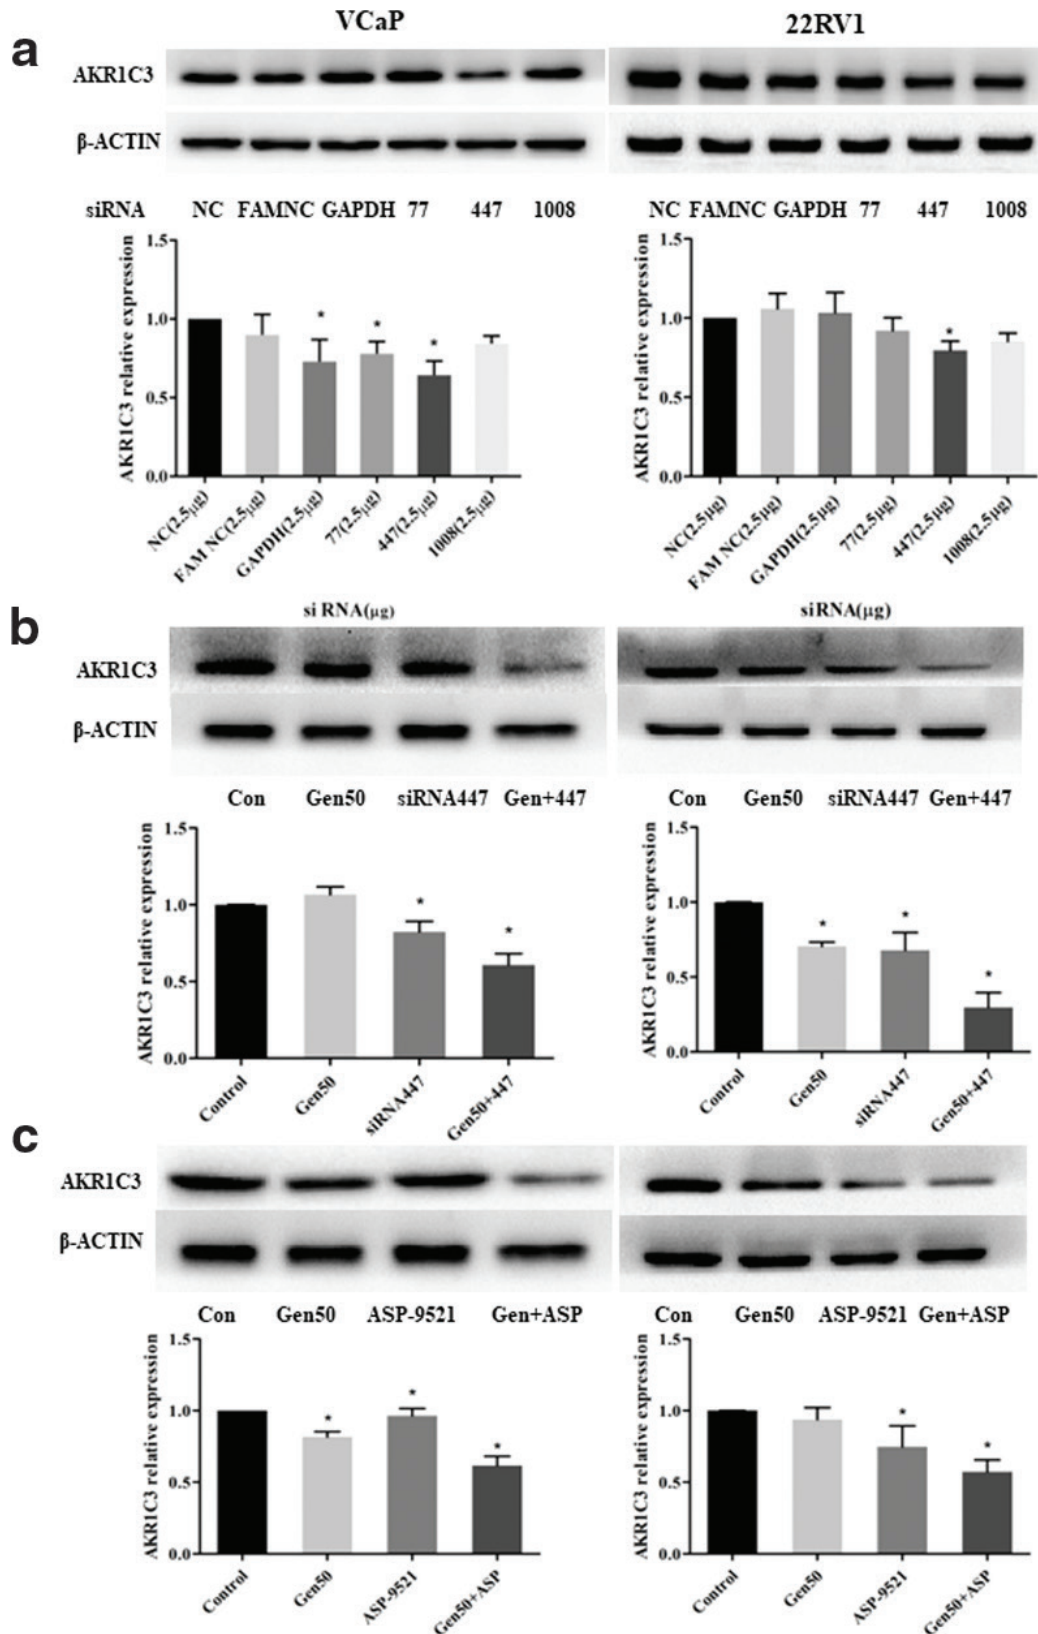 VCaP
22RV1
a
AKR1C3
β-ACTIN
siRNA NC FAMNC GAPDH 77 447 1008
NC FAMNC GAPDH 77 447 1008
AKR1C3 relative expression
1.5
1.0
0.5
0.0
* * *
NC(2.5μg)
FAM NC(2.5μg)
GAPDH(2.5μg)
77(2.5μg)
447(2.5μg)
1008(2.5μg)
siRNA(μg)
AKR1C3 relative expression
1.5
1.0
0.5
0.0
*
NC(2.5μg)
FAM NC(2.5μg)
GAPDH(2.5μg)
77(2.5μg)
447(2.5μg)
1008(2.5μg)
siRNA(μg)
b
AKR1C3
β-ACTIN
Con Gen50 siRNA447 Gen+447
Con Gen50 siRNA447 Gen+447
AKR1C3 relative expression
1.5
1.0
0.5
0.0
* *
Control
Gen50
siRNA447
Gen50+447
AKR1C3 relative expression
1.5
1.0
0.5
0.0
* * *
Control
Gen50
siRNA447
Gen50+447
c
AKR1C3
β-ACTIN
Con Gen50 ASP-9521 Gen+ASP
Con Gen50 ASP-9521 Gen+ASP
AKR1C3 relative expression
1.5
1.0
0.5
0.0
* * *
Control
Gen50
ASP-9521
Gen50+ASP
AKR1C3 relative expression
1.5
1.0
0.5
0.0
* *
Control
Gen50
ASP-9521
Gen50+ASP